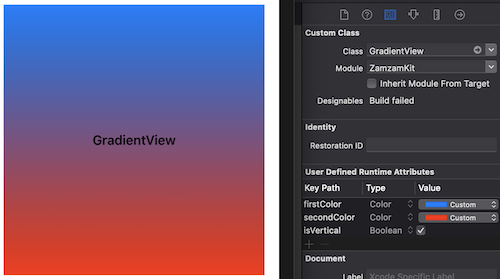 GradientView
Custom Class
Class GradientView
Module ZamzamKit
Inherit Module From Target
Designables Build failed
Identity
Restoration ID
User Defined Runtime Attributes
Key Path Type Value
firstColor Color Custom
secondColor Color Custom
isVertical Boolean
+ −
Document
Label Xcode Specific Label